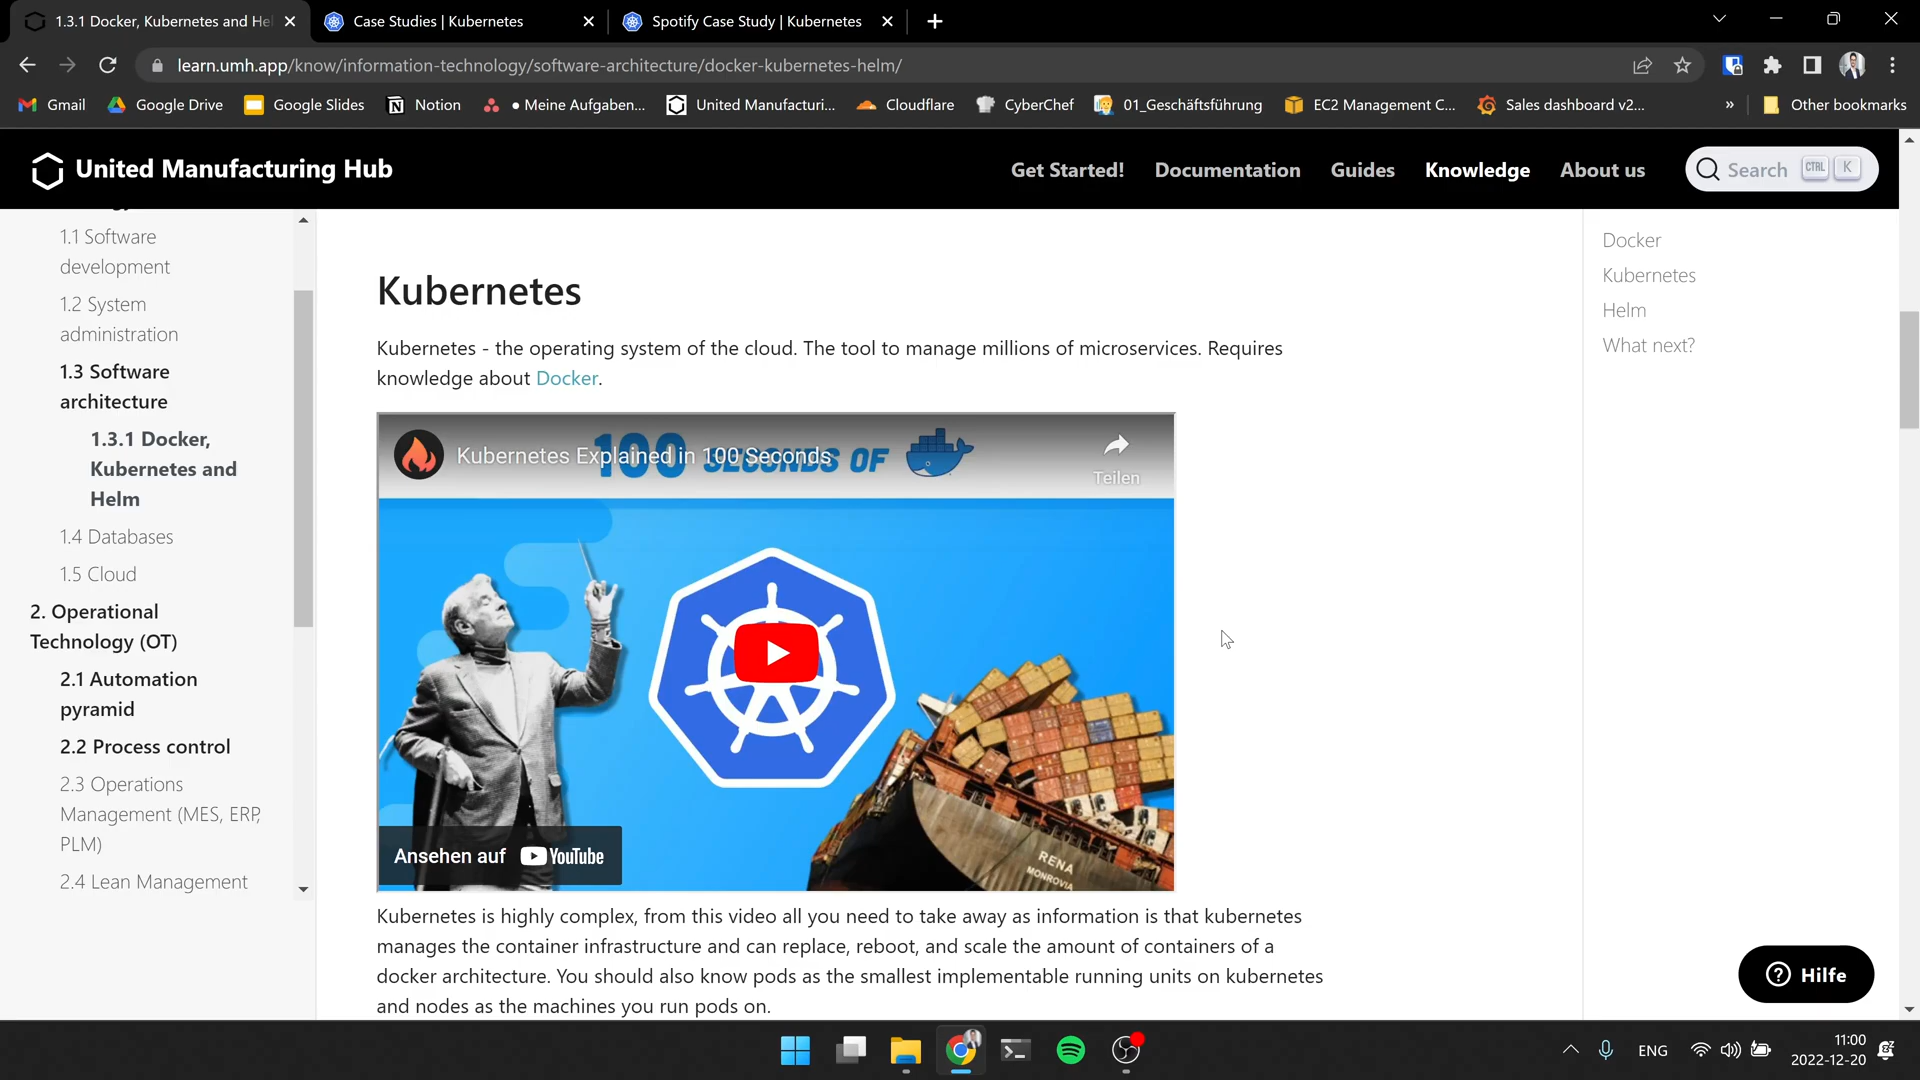 1.3.1 Docker, Kubernetes and Hel
Case Studies | Kubernetes
Spotify Case Study | Kubernetes
learn.umh.app/know/information-technology/software-architecture/docker-kubernetes-helm/
Gmail
Google Drive
Google Slides
Notion
• Meine Aufgaben...
United Manufacturi...
Cloudflare
CyberChef
01_Geschäftsführung
EC2 Management C...
Sales dashboard v2...
»
Other bookmarks
United Manufacturing Hub
Get Started!
Documentation
Guides
Knowledge
About us
Search
CTRL
K
1.1 Software
development
1.2 System
administration
1.3 Software
architecture
1.3.1 Docker,
Kubernetes and
Helm
1.4 Databases
1.5 Cloud
2. Operational
Technology (OT)
2.1 Automation
pyramid
2.2 Process control
2.3 Operations
Management (MES, ERP,
PLM)
2.4 Lean Management
Kubernetes
Kubernetes - the operating system of the cloud. The tool to manage millions of microservices. Requires
knowledge about Docker.
Kubernetes Explained in 100 Seconds
100 SECONDS OF
Teilen
RENA
MONROVIA
Ansehen auf YouTube
Kubernetes is highly complex, from this video all you need to take away as information is that kubernetes
manages the container infrastructure and can replace, reboot, and scale the amount of containers of a
docker architecture. You should also know pods as the smallest implementable running units on kubernetes
and nodes as the machines you run pods on.
Docker
Kubernetes
Helm
What next?
Hilfe
ENG
11:00
2022-12-20